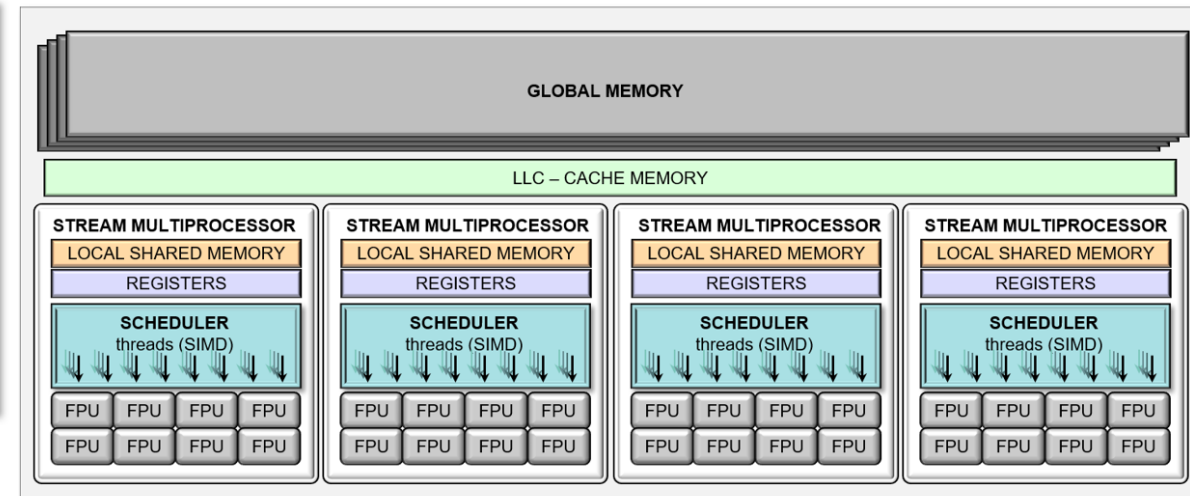 GLOBAL MEMORY
LLC – CACHE MEMORY
STREAM MULTIPROCESSOR
LOCAL SHARED MEMORY
REGISTERS
SCHEDULER
threads (SIMD)
FPU FPU FPU FPU
FPU FPU FPU FPU
STREAM MULTIPROCESSOR
LOCAL SHARED MEMORY
REGISTERS
SCHEDULER
threads (SIMD)
FPU FPU FPU FPU
FPU FPU FPU FPU
STREAM MULTIPROCESSOR
LOCAL SHARED MEMORY
REGISTERS
SCHEDULER
threads (SIMD)
FPU FPU FPU FPU
FPU FPU FPU FPU
STREAM MULTIPROCESSOR
LOCAL SHARED MEMORY
REGISTERS
SCHEDULER
threads (SIMD)
FPU FPU FPU FPU
FPU FPU FPU FPU